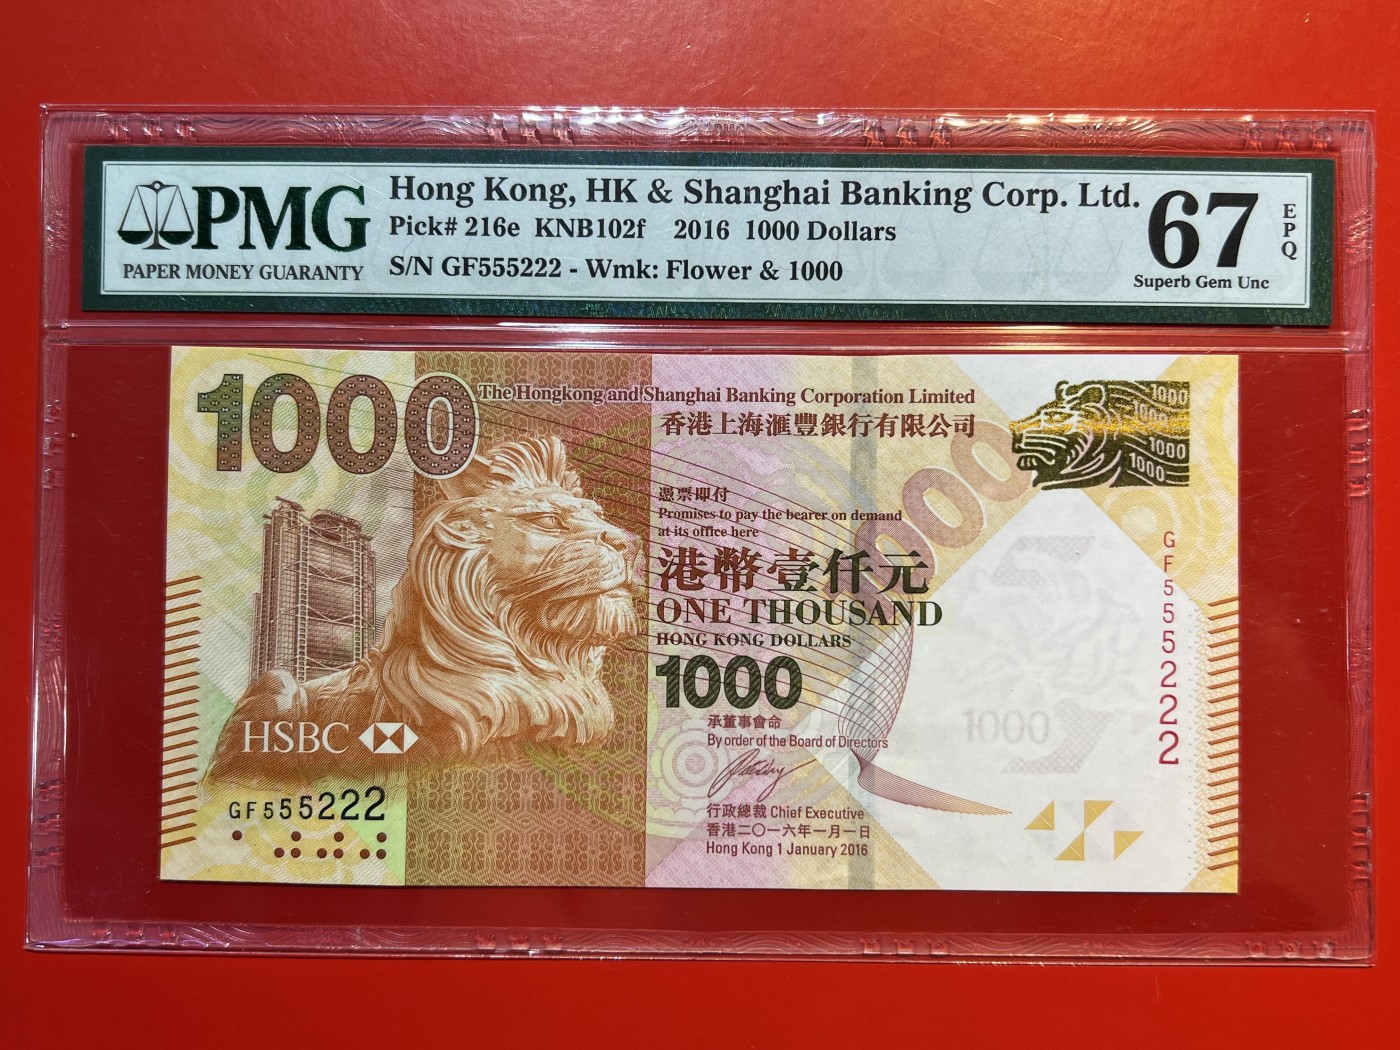 PMG
PAPER MONEY GUARANTY
Hong Kong, HK & Shanghai Banking Corp. Ltd.
Pick# 216e KNB102f 2016 1000 Dollars
S/N GF555222 - Wmk: Flower & 1000
67
EPQ
Superb Gem Unc
1000
The Hongkong and Shanghai Banking Corporation Limited
香港上海滙豐銀行有限公司
1000
1000
1000
1000
1000
憑票即付
Promises to pay the bearer on demand
at its office here
港幣壹仟元
ONE THOUSAND
HONG KONG DOLLARS
1000
1000
承董事會命
By order of the Board of Directors
HSBC
GF555222
GF555222
行政總裁 Chief Executive
香港二〇一六年一月一日
Hong Kong 1 January 2016